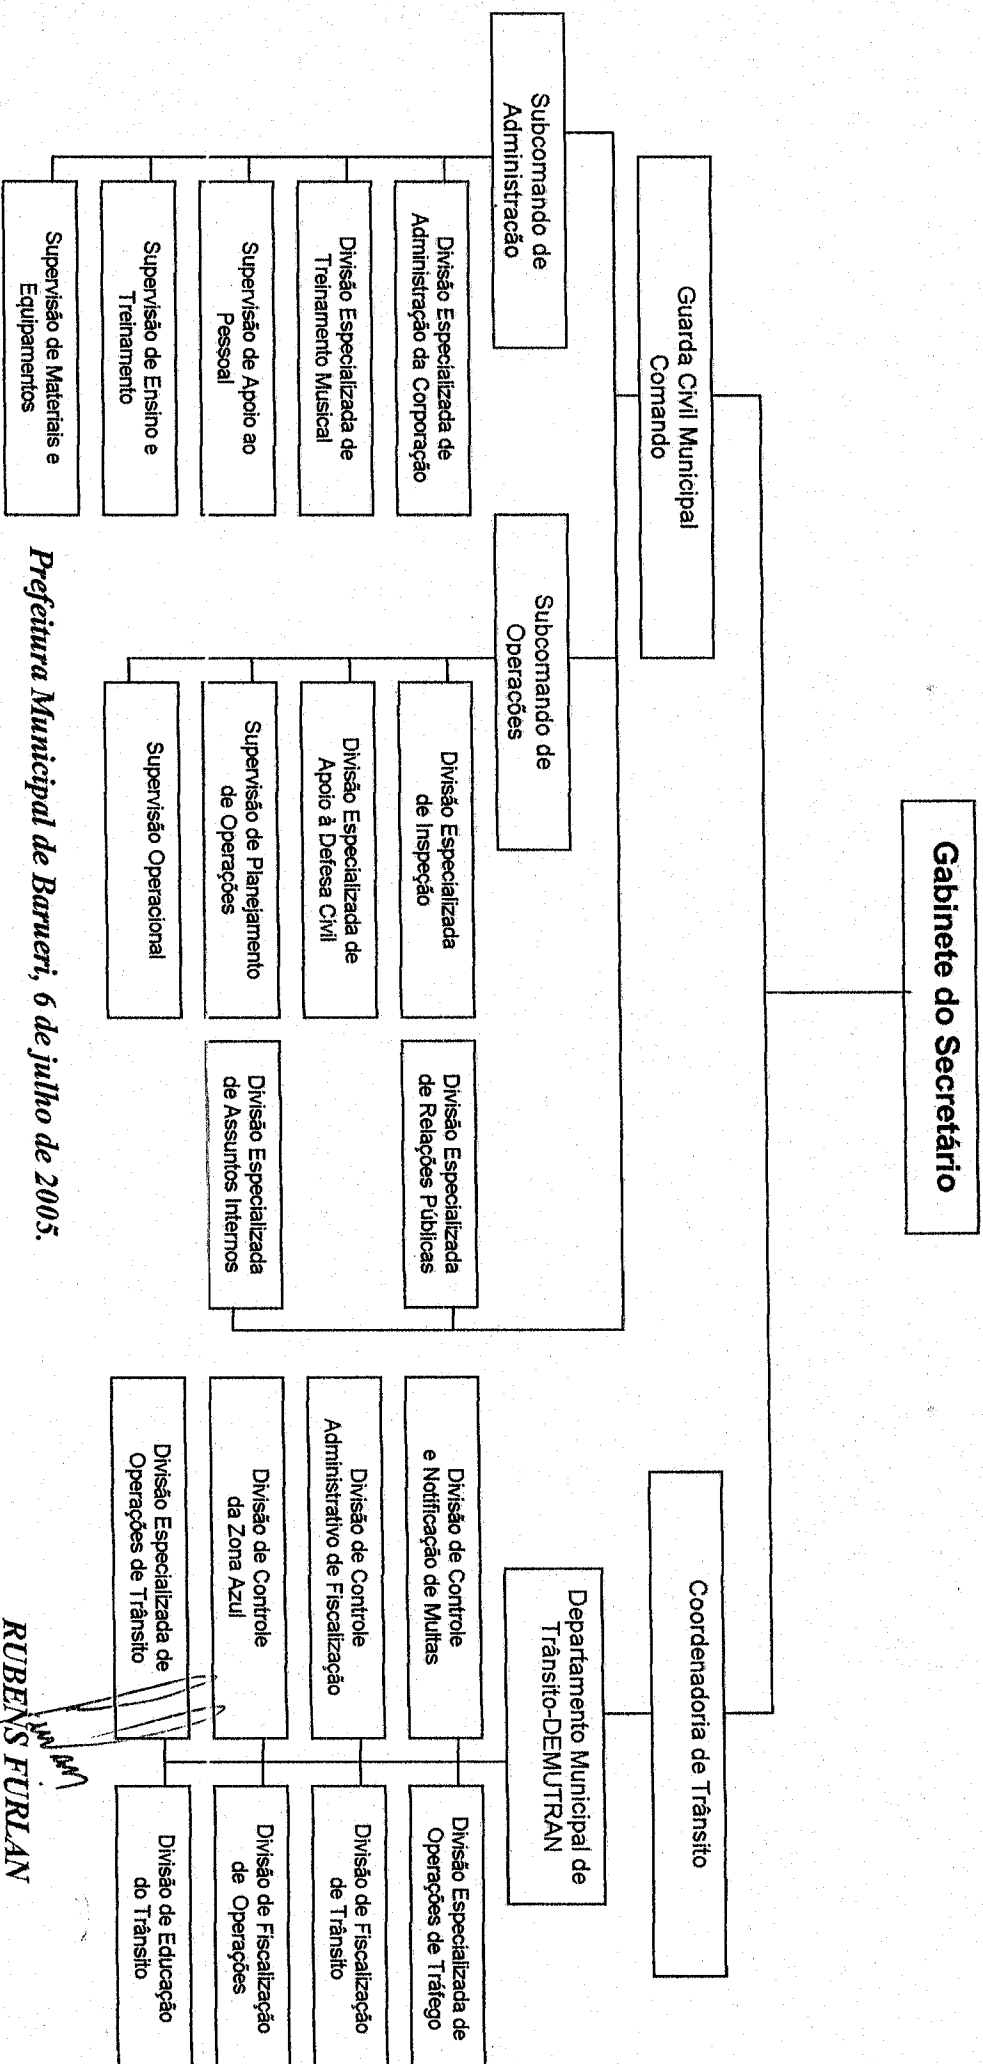 Gabinete do Secretário
Guarda Civil Municipal
Comando
Coordenadoria de Trânsito
Subcomando de
Administração
Subcomando de
Operações
Departamento Municipal de
Trânsito-DEMUTRAN
Divisão Especializada de
Administração da Corporação
Divisão Especializada de
Treinamento Musical
Supervisão de Apoio ao
Pessoal
Supervisão de Ensino e
Treinamento
Supervisão de Materiais e
Equipamentos
Divisão Especializada
de Inspeção
Divisão Especializada de
Apoio à Defesa Civil
Supervisão de Planejamento
de Operações
Supervisão Operacional
Divisão Especializada
de Relações Públicas
Divisão Especializada
de Assuntos Internos
Divisão de Controle
e Notificação de Multas
Divisão de Controle
Administrativo de Fiscalização
Divisão de Controle
da Zona Azul
Divisão Especializada de
Operações de Trânsito
Divisão Especializada de
Operações de Tráfego
Divisão de Fiscalização
de Trânsito
Divisão de Fiscalização
de Operações
Divisão de Educação
do Trânsito
Prefeitura Municipal de Barueri, 6 de julho de 2005.
RUBENS FURLAN